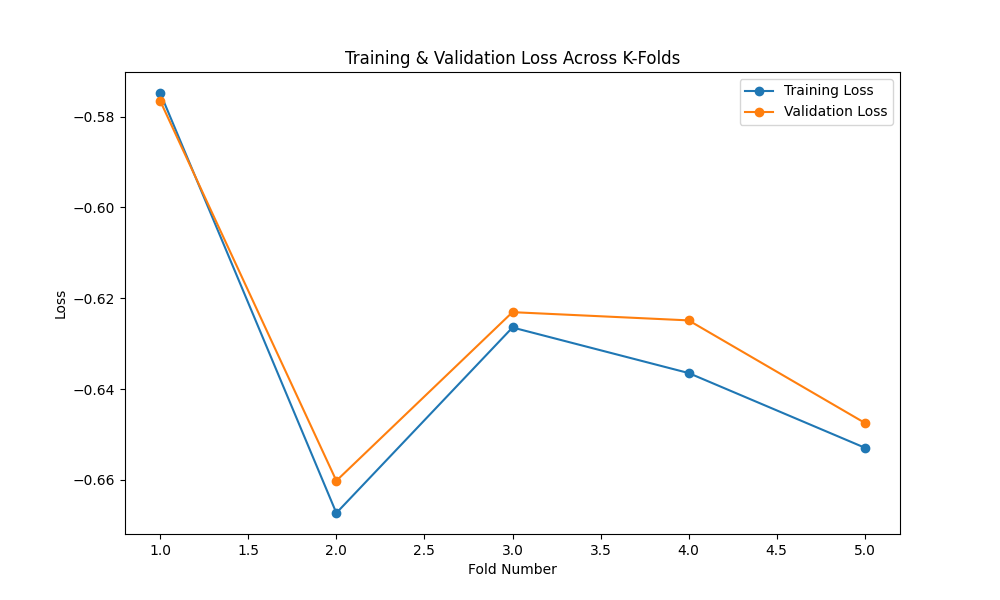 Training & Validation Loss Across K-Folds
Training Loss
Validation Loss
−0.58
−0.60
−0.62
−0.64
−0.66
Loss
1.0 1.5 2.0 2.5 3.0 3.5 4.0 4.5 5.0
Fold Number